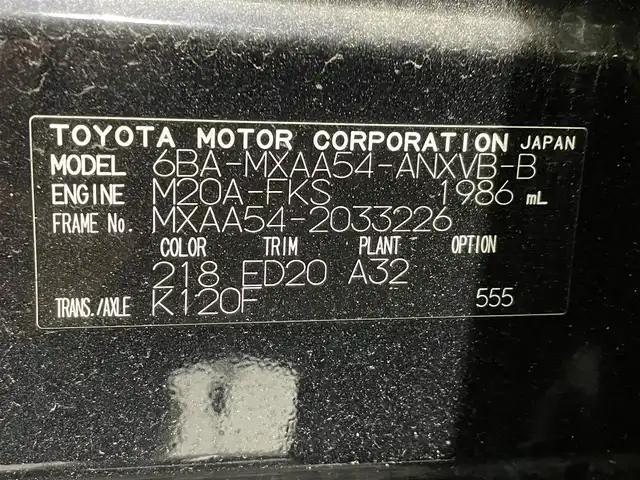 TOYOTA MOTOR CORPORATION JAPAN
MODEL 6BA-MXAA54-ANXVB-B
ENGINE M20A-FKS 1986 mL
FRAME No. MXAA54-2033226
COLOR TRIM PLANT OPTION
218 ED20 A32
TRANS./AXLE K120F 555